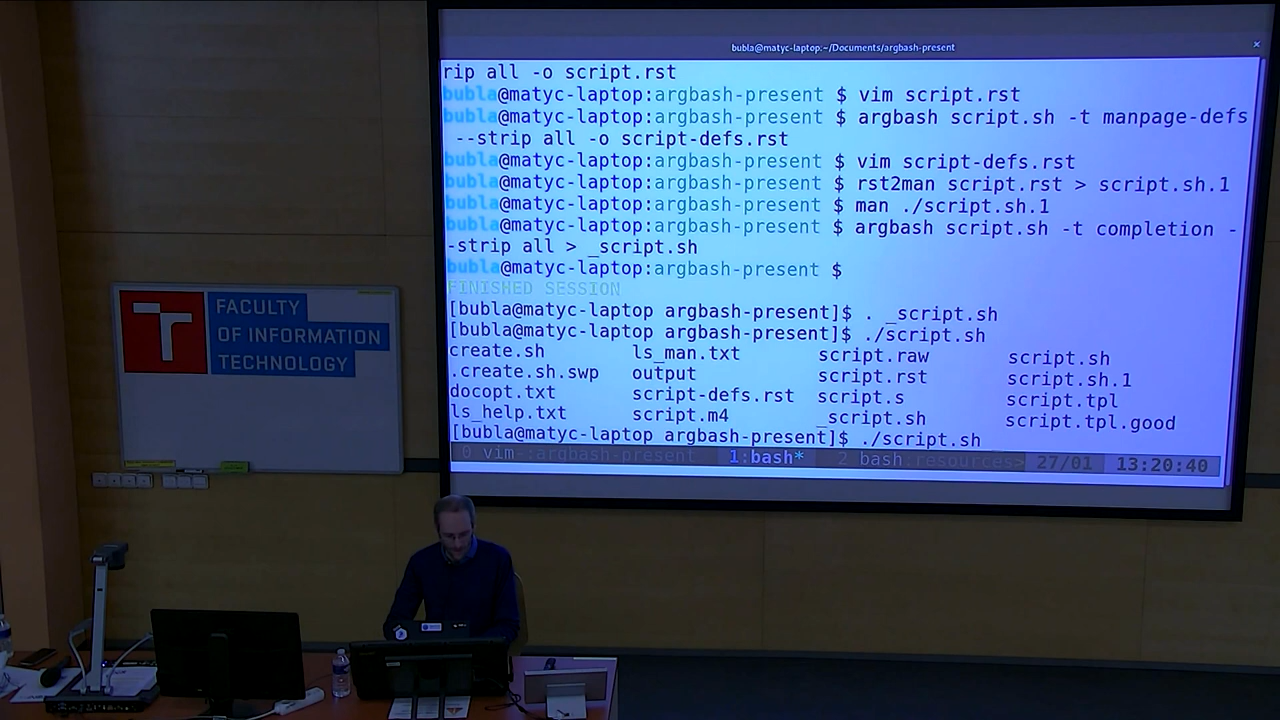 bubla@matyc-laptop:~/Documents/argbash-present ×
rip all -o script.rst
bubla@matyc-laptop:argbash-present $ vim script.rst
bubla@matyc-laptop:argbash-present $ argbash script.sh -t manpage-defs
--strip all -o script-defs.rst
bubla@matyc-laptop:argbash-present $ vim script-defs.rst
bubla@matyc-laptop:argbash-present $ rst2man script.rst > script.sh.1
bubla@matyc-laptop:argbash-present $ man ./script.sh.1
bubla@matyc-laptop:argbash-present $ argbash script.sh -t completion -
-strip all > _script.sh
bubla@matyc-laptop:argbash-present $
FINISHED SESSION
[bubla@matyc-laptop argbash-present]$ . _script.sh
[bubla@matyc-laptop argbash-present]$ ./script.sh
create.sh ls_man.txt script.raw script.sh
.create.sh.swp output script.rst script.sh.1
docopt.txt script-defs.rst script.s script.tpl
ls_help.txt script.m4 _script.sh script.tpl.good
[bubla@matyc-laptop argbash-present]$ ./script.sh
0 vim-:argbash-present 1:bash* 2 bash resources> 27/01 13:20:40
FACULTY
OF INFORMATION
TECHNOLOGY